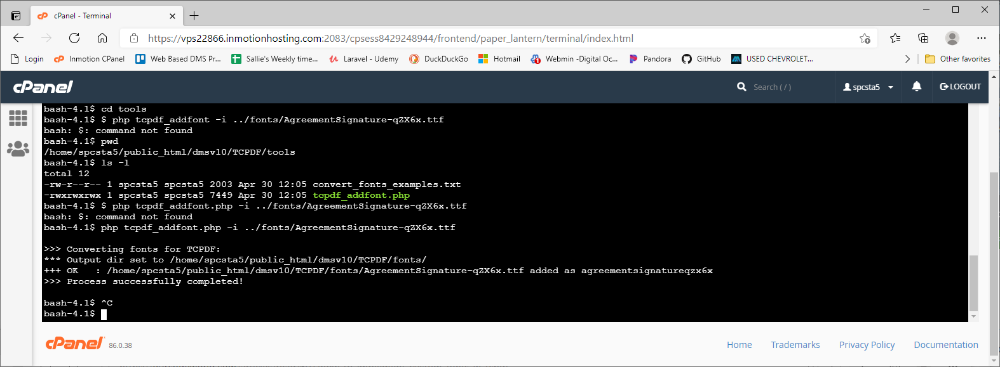 cPanel - Terminal
https://vps22866.inmotionhosting.com:2083/cpsess8429248944/frontend/paper_lantern/terminal/index.html
Login Inmotion CPanel Web Based DMS Pr... Sallie's Weekly time... Laravel - Udemy DuckDuckGo Hotmail Webmin -Digital Oc... Pandora GitHub USED CHEVROLET... Other favorites
cPanel Search ( / ) spcsta5 LOGOUT
bash-4.1$ cd tools
bash-4.1$ $ php tcpdf_addfont -i ../fonts/AgreementSignature-qZX6x.ttf
bash: $: command not found
bash-4.1$ pwd
/home/spcsta5/public_html/dmsv10/TCPDF/tools
bash-4.1$ ls -l
total 12
-rw-r--r-- 1 spcsta5 spcsta5 2003 Apr 30 12:05 convert_fonts_examples.txt
-rwxrwxrwx 1 spcsta5 spcsta5 7449 Apr 30 12:05 tcpdf_addfont.php
bash-4.1$ $ php tcpdf_addfont.php -i ../fonts/AgreementSignature-qZX6x.ttf
bash: $: command not found
bash-4.1$ php tcpdf_addfont.php -i ../fonts/AgreementSignature-qZX6x.ttf
>>> Converting fonts for TCPDF:
*** Output dir set to /home/spcsta5/public_html/dmsv10/TCPDF/fonts/
+++ OK   : /home/spcsta5/public_html/dmsv10/TCPDF/fonts/AgreementSignature-qZX6x.ttf added as agreementsignatureqzx6x
>>> Process successfully completed!
bash-4.1$ ^C
bash-4.1$
cPanel 86.0.38 Home Trademarks Privacy Policy Documentation